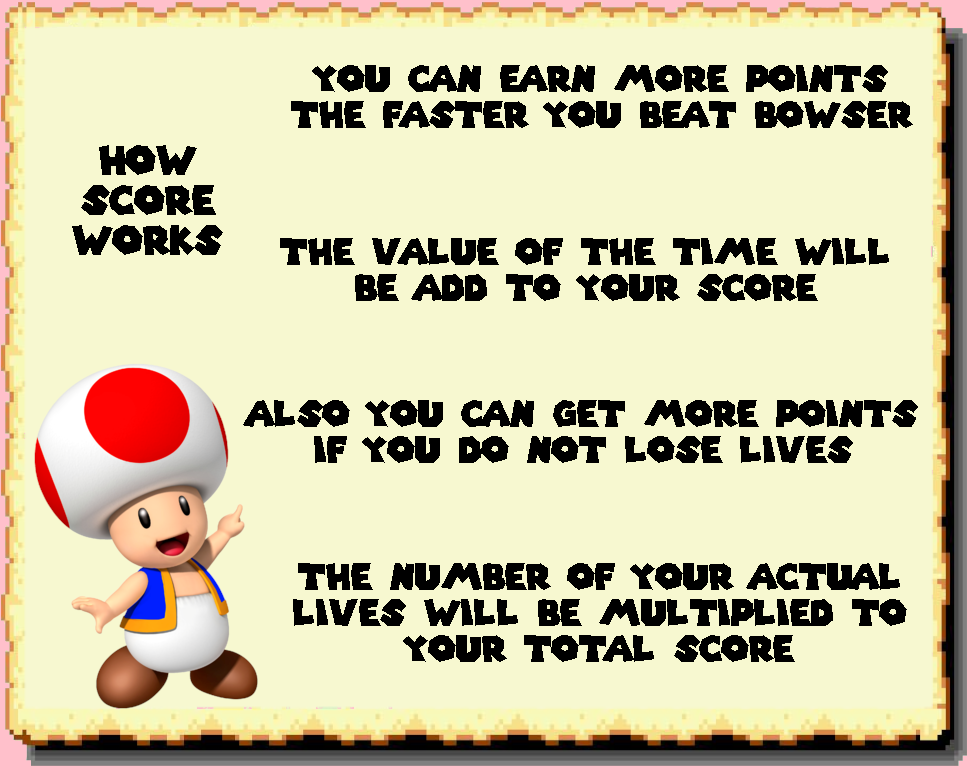 HOW
SCORE
WORKS
YOU CAN EARN MORE POINTS
THE FASTER YOU BEAT BOWSER
THE VALUE OF THE TIME WILL
BE ADD TO YOUR SCORE
ALSO YOU CAN GET MORE POINTS
IF YOU DO NOT LOSE LIVES
THE NUMBER OF YOUR ACTUAL
LIVES WILL BE MULTIPLIED TO
YOUR TOTAL SCORE